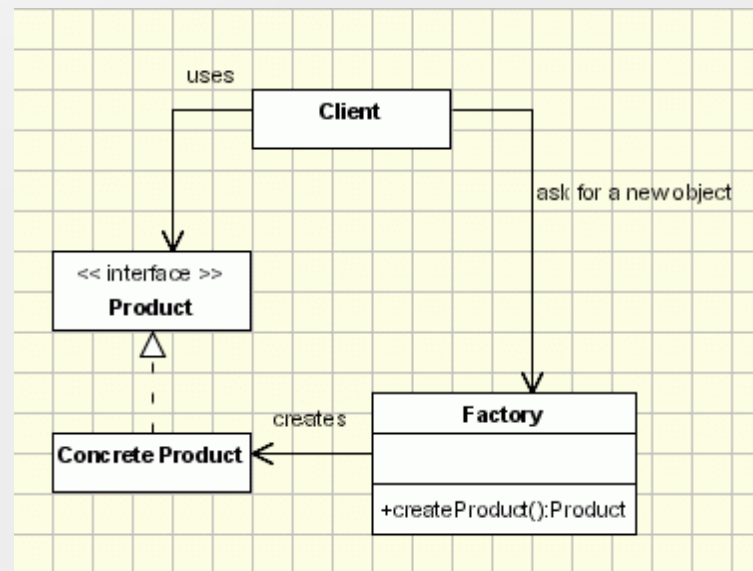 uses
Client
ask for a new object
<< interface >>
Product
creates
Factory
Concrete Product
+createProduct():Product